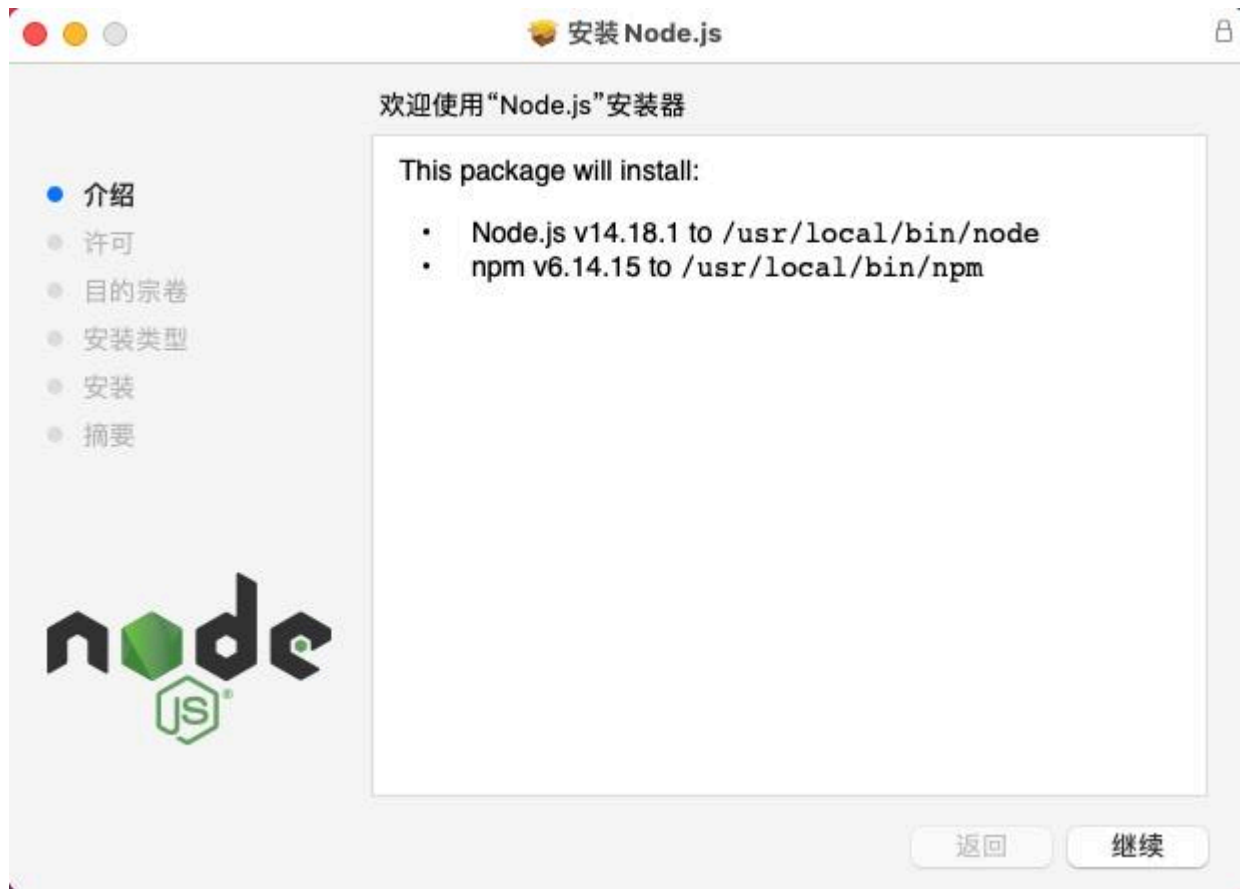 安装 Node.js
欢迎使用“Node.js”安装器
介绍
许可
目的宗卷
安装类型
安装
摘要
This package will install:
• Node.js v14.18.1 to /usr/local/bin/node
• npm v6.14.15 to /usr/local/bin/npm
node
JS®
返回
继续